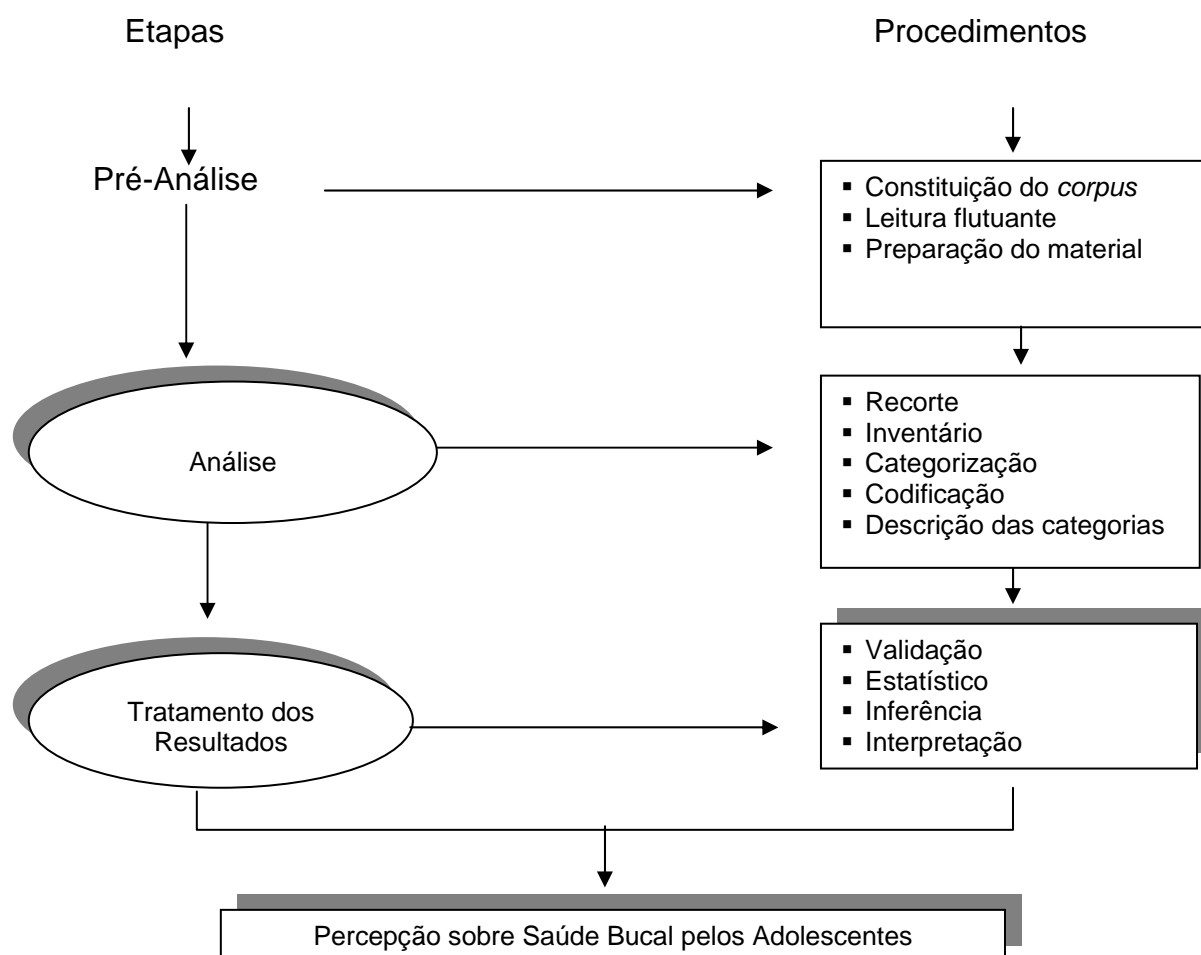 Etapas
Procedimentos
Pré-Análise
▪ Constituição do corpus
▪ Leitura flutuante
▪ Preparação do material
Análise
▪ Recorte
▪ Inventário
▪ Categorização
▪ Codificação
▪ Descrição das categorias
Tratamento dos
Resultados
▪ Validação
▪ Estatístico
▪ Inferência
▪ Interpretação
Percepção sobre Saúde Bucal pelos Adolescentes